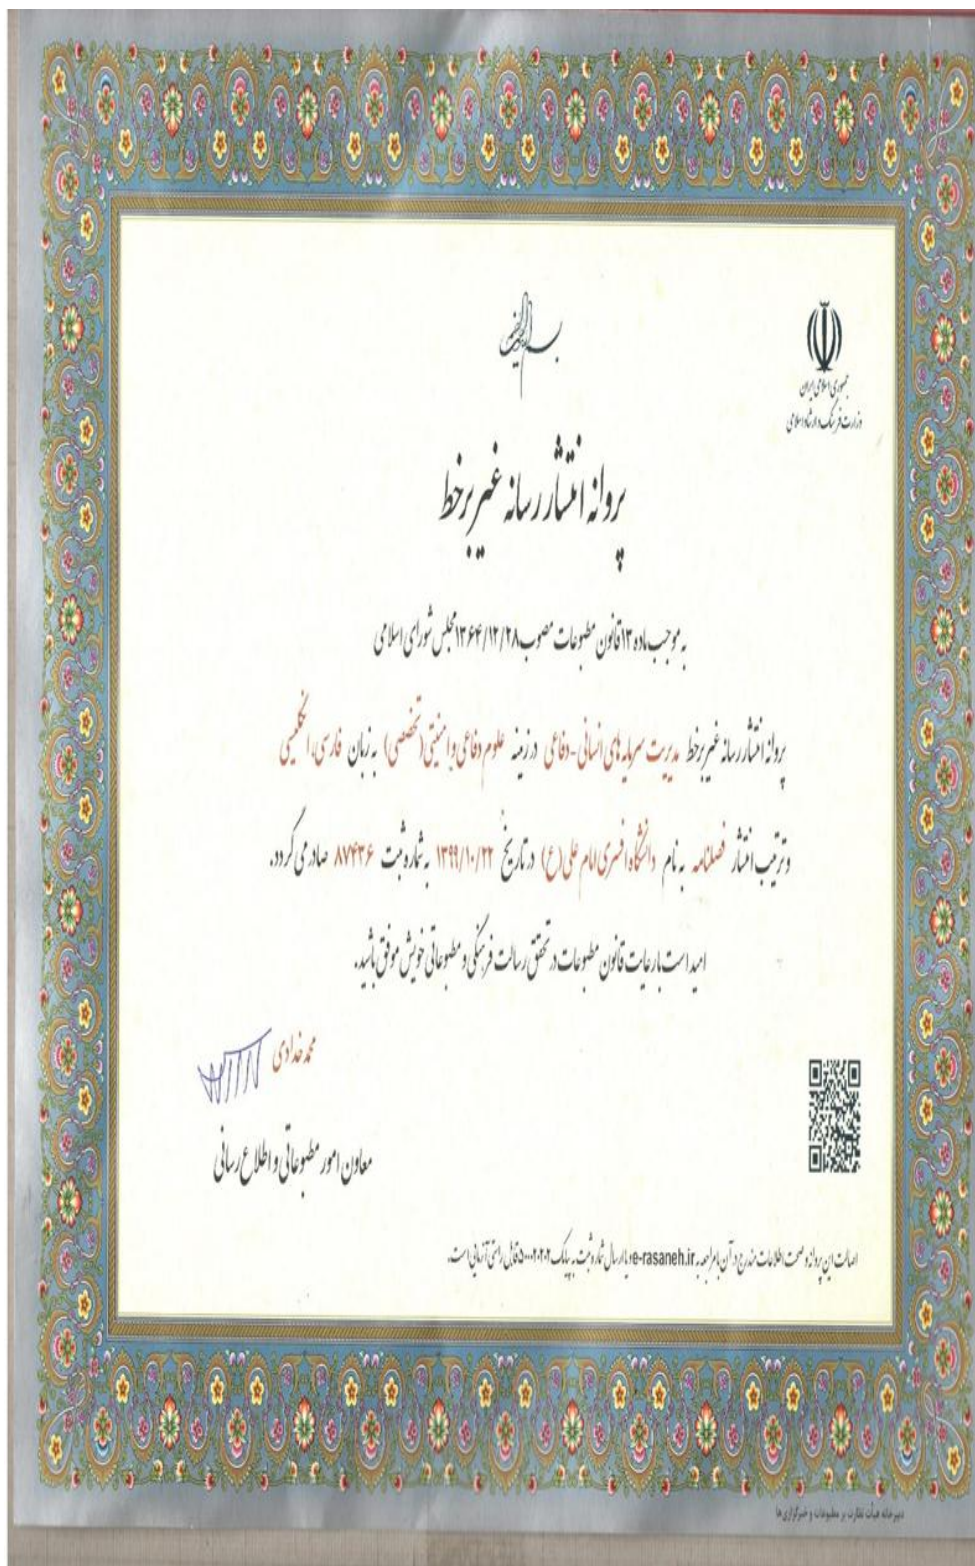 بسم الله الرحمن الرحیم
جمهوری اسلامی ایران
وزارت فرهنگ و ارشاد اسلامی
پروانه انتشار رسانه غیر برخط
به موجب ماده ۱۳ قانون مطبوعات مصوب ۱۳۶۴/۱۲/۲۸ مجلس شورای اسلامی
پروانه انتشار رسانه غیر برخط مدیریت سرمایه های انسانی-دفاعی در زمینه علوم دفاعی و امنیتی (تخصصی) به زبان فارسی، انگلیسی
و ترتیب انتشار فصلنامه به نام دانشگاه افسری امام علی (ع) در تاریخ ۱۳۹۹/۱۰/۲۲ به شماره ثبت ۸۷۴۳۶ صادر می گردد.
امید است با رعایت قانون مطبوعات در تحقق رسالت فرهنگی و مطبوعاتی خویش موفق باشید.
محمد خدادی
معاون امور مطبوعاتی و اطلاع رسانی
اصالت این پروانه و صحت اطلاعات مندرج در آن با مراجعه به e-rasaneh.ir و یا ارسال شماره ثبت به پیامک قابل راستی آزمایی است.
دبیرخانه هیأت نظارت بر مطبوعات و خبرگزاری ها